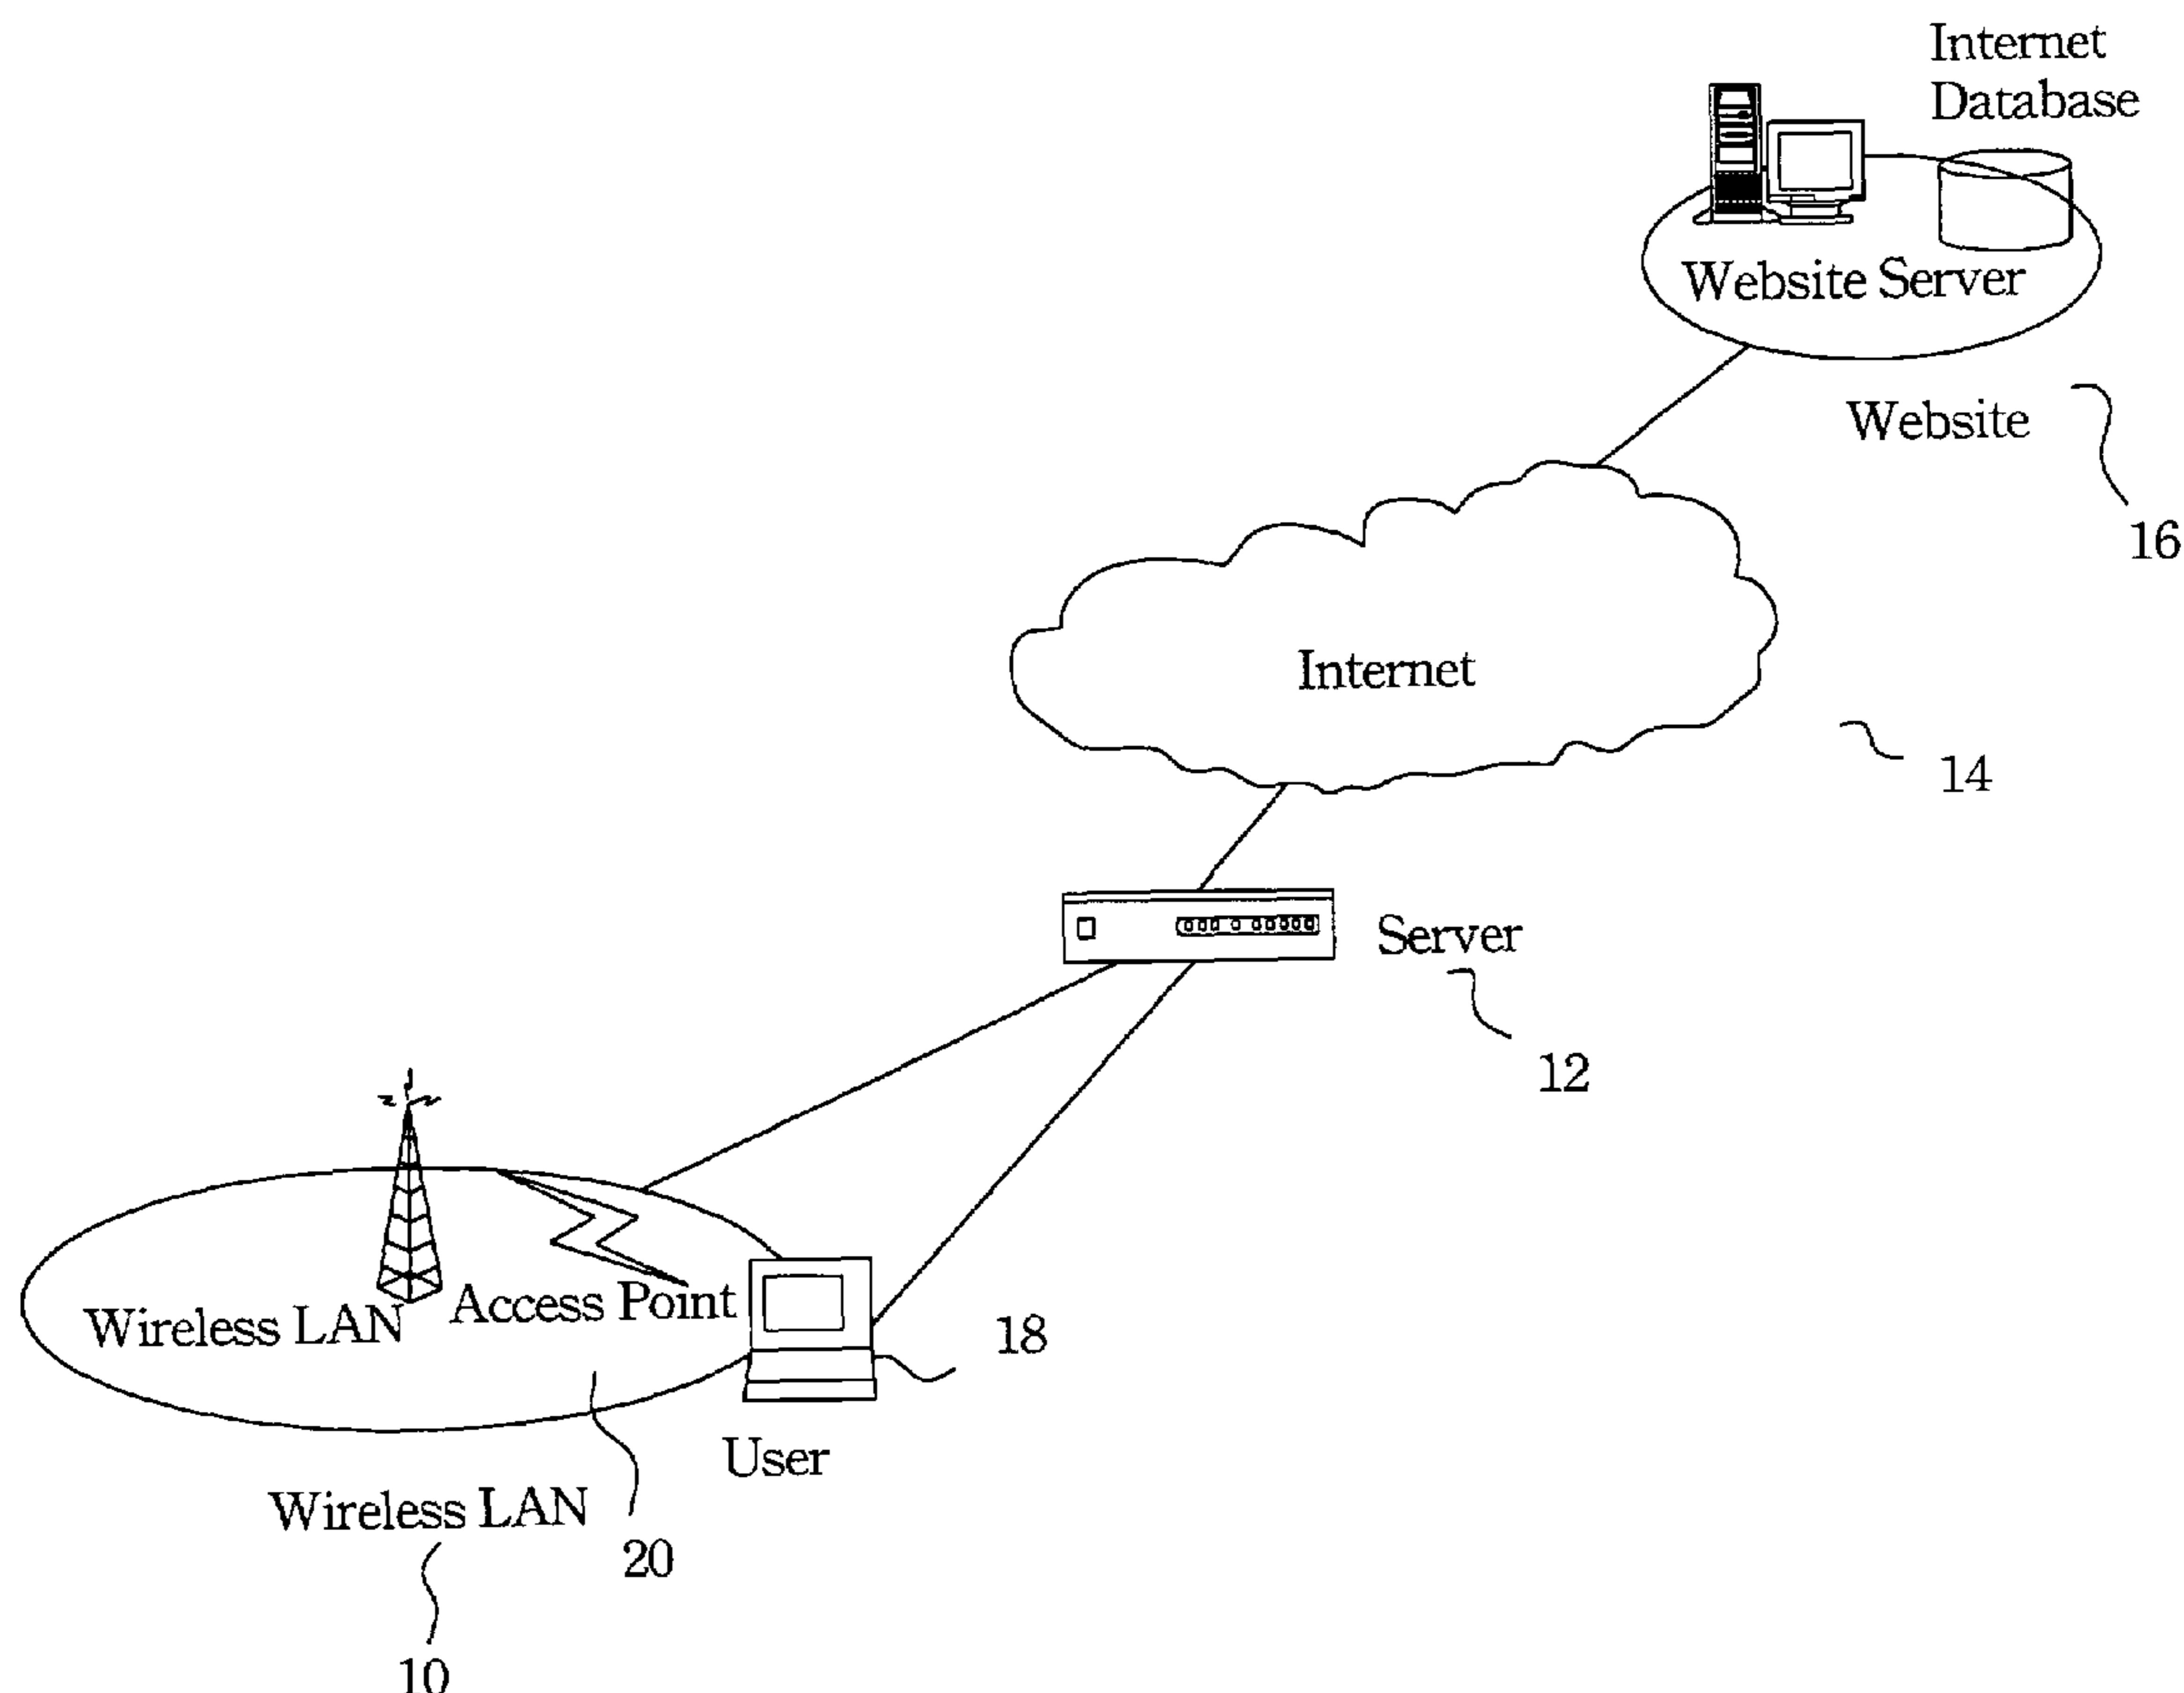 Internet
Database
Website Server
Website
16
Internet
14
Server
12
Wireless LAN
Access Point
18
User
Wireless LAN
20
10